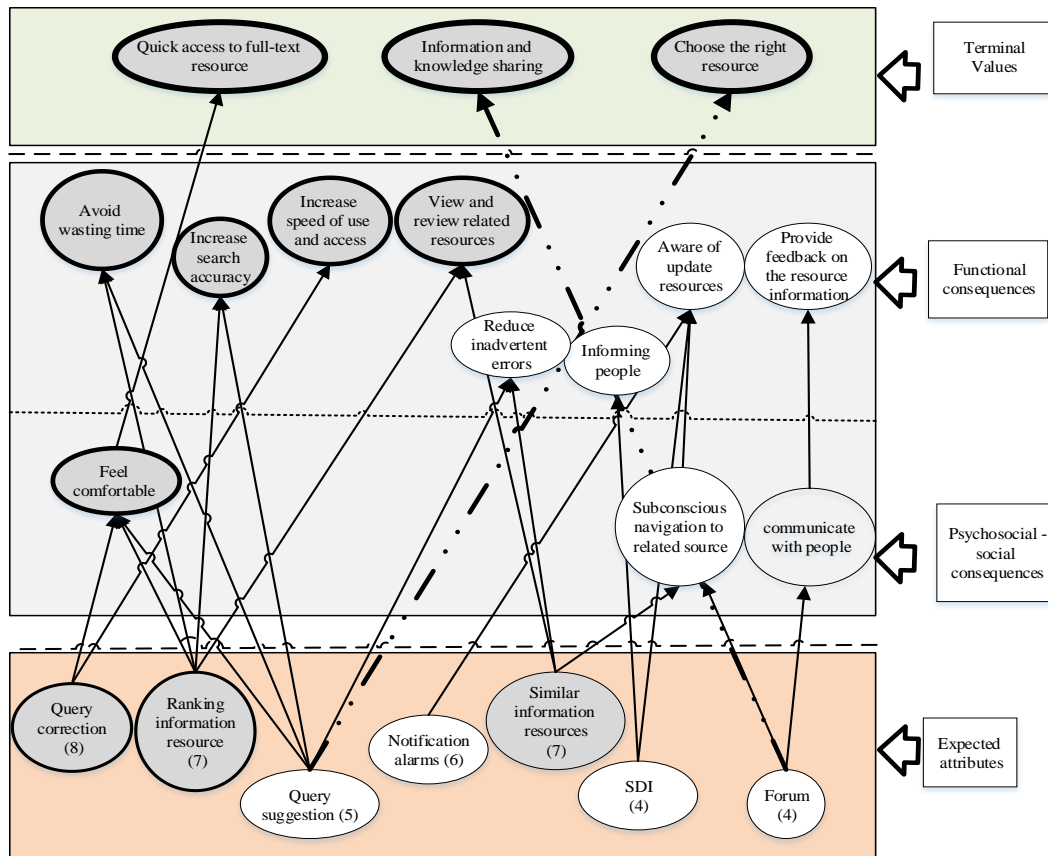 Quick access to full-text
resource
Information and
knowledge sharing
Choose the right
resource
Terminal
Values
Avoid
wasting time
Increase
search
accuracy
Increase
speed of use
and access
View and
review related
resources
Aware of
update
resources
Provide
feedback on
the resource
information
Functional
consequences
Reduce
inadvertent
errors
Informing
people
Feel
comfortable
Subconscious
navigation to
related source
communicate
with people
Psychosocial -
social
consequences
Query
correction
(8)
Ranking
information
resource
(7)
Query
suggestion (5)
Notification
alarms (6)
Similar
information
resources
(7)
SDI
(4)
Forum
(4)
Expected
attributes